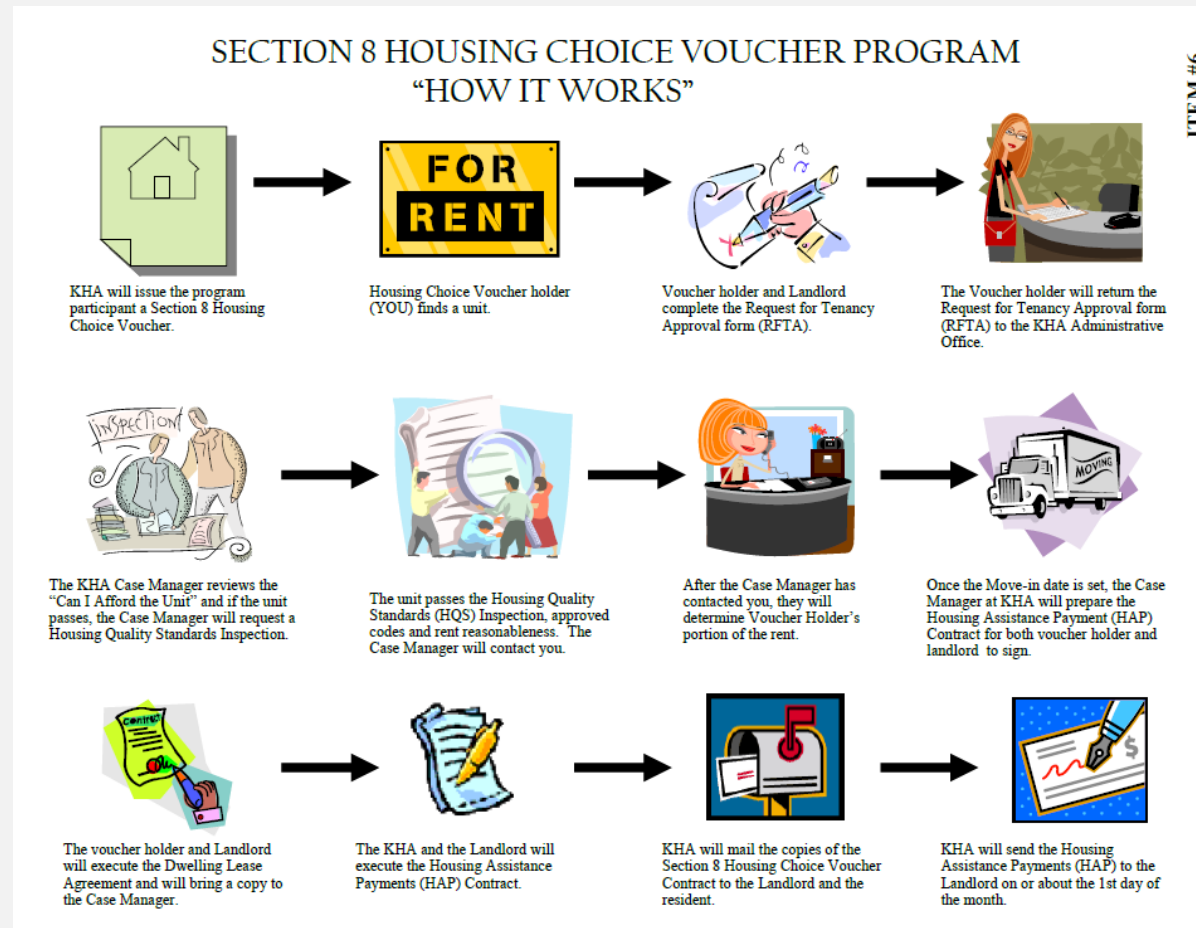 SECTION 8 HOUSING CHOICE VOUCHER PROGRAM
“HOW IT WORKS”
ITEM #6
FOR
RENT
KHA will issue the program
participant a Section 8 Housing
Choice Voucher.
Housing Choice Voucher holder
(YOU) finds a unit.
Voucher holder and Landlord
complete the Request for Tenancy
Approval form (RFTA).
The Voucher holder will return the
Request for Tenancy Approval form
(RFTA) to the KHA Administrative
Office.
INSPECTION!
MOVING
The KHA Case Manager reviews the
“Can I Afford the Unit” and if the unit
passes, the Case Manager will request a
Housing Quality Standards Inspection.
The unit passes the Housing Quality
Standards (HQS) Inspection, approved
codes and rent reasonableness.  The
Case Manager will contact you.
After the Case Manager has
contacted you, they will
determine Voucher Holder’s
portion of the rent.
Once the Move-in date is set, the Case
Manager at KHA will prepare the
Housing Assistance Payment (HAP)
Contract for both voucher holder and
landlord  to sign.
Contract
$
The voucher holder and Landlord
will execute the Dwelling Lease
Agreement and will bring a copy to
the Case Manager.
The KHA and the Landlord will
execute the Housing Assistance
Payments (HAP) Contract.
KHA will mail the copies of the
Section 8 Housing Choice Voucher
Contract to the Landlord and the
resident.
KHA will send the Housing
Assistance Payments (HAP) to the
Landlord on or about the 1st day of
the month.